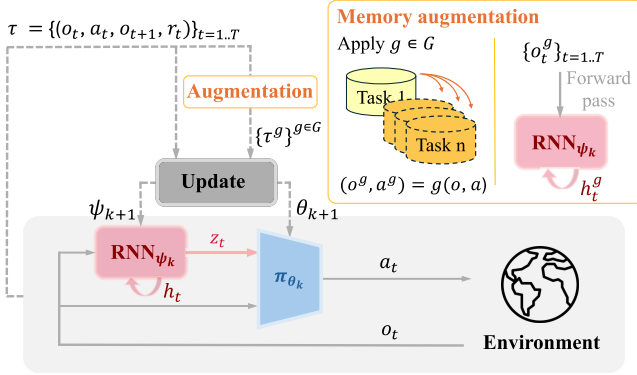 τ = {(o_t, a_t, o_{t+1}, r_t)}_{t=1..T}
Augmentation
{τ^g}^{g∈G}
Update
ψ_{k+1}
θ_{k+1}
RNN_{ψ_k}
z_t
h_t
π_{θ_k}
a_t
o_t
Environment
Memory augmentation
Apply g ∈ G
Task 1
Task n
(o^g, a^g) = g(o, a)
{o_t^g}_{t=1..T}
Forward
pass
RNN_{ψ_k}
h_t^g